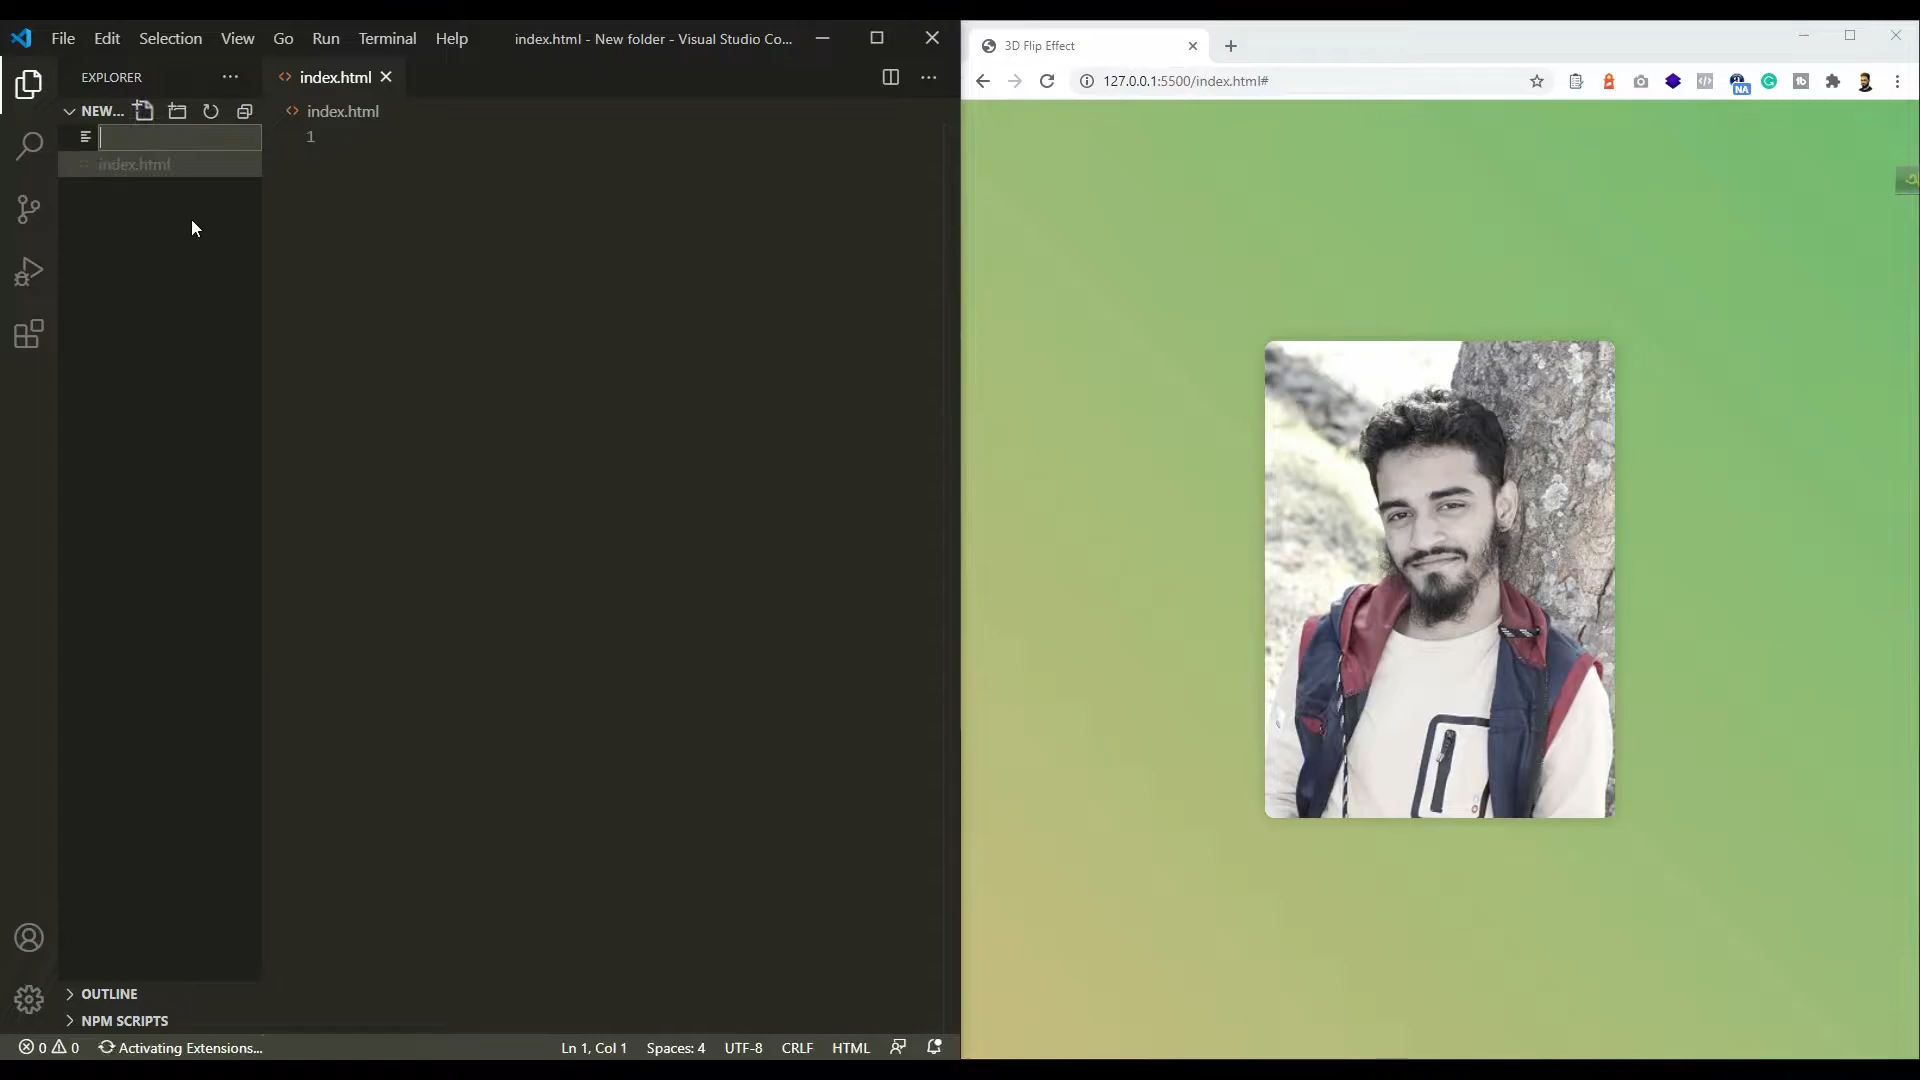 File Edit Selection View Go Run Terminal Help index.html - New folder - Visual Studio Co...
EXPLORER
index.html
NEW...
index.html
1
index.html
OUTLINE
NPM SCRIPTS
0 0 Activating Extensions...
Ln 1, Col 1 Spaces: 4 UTF-8 CRLF HTML
3D Flip Effect
127.0.0.1:5500/index.html#
NA